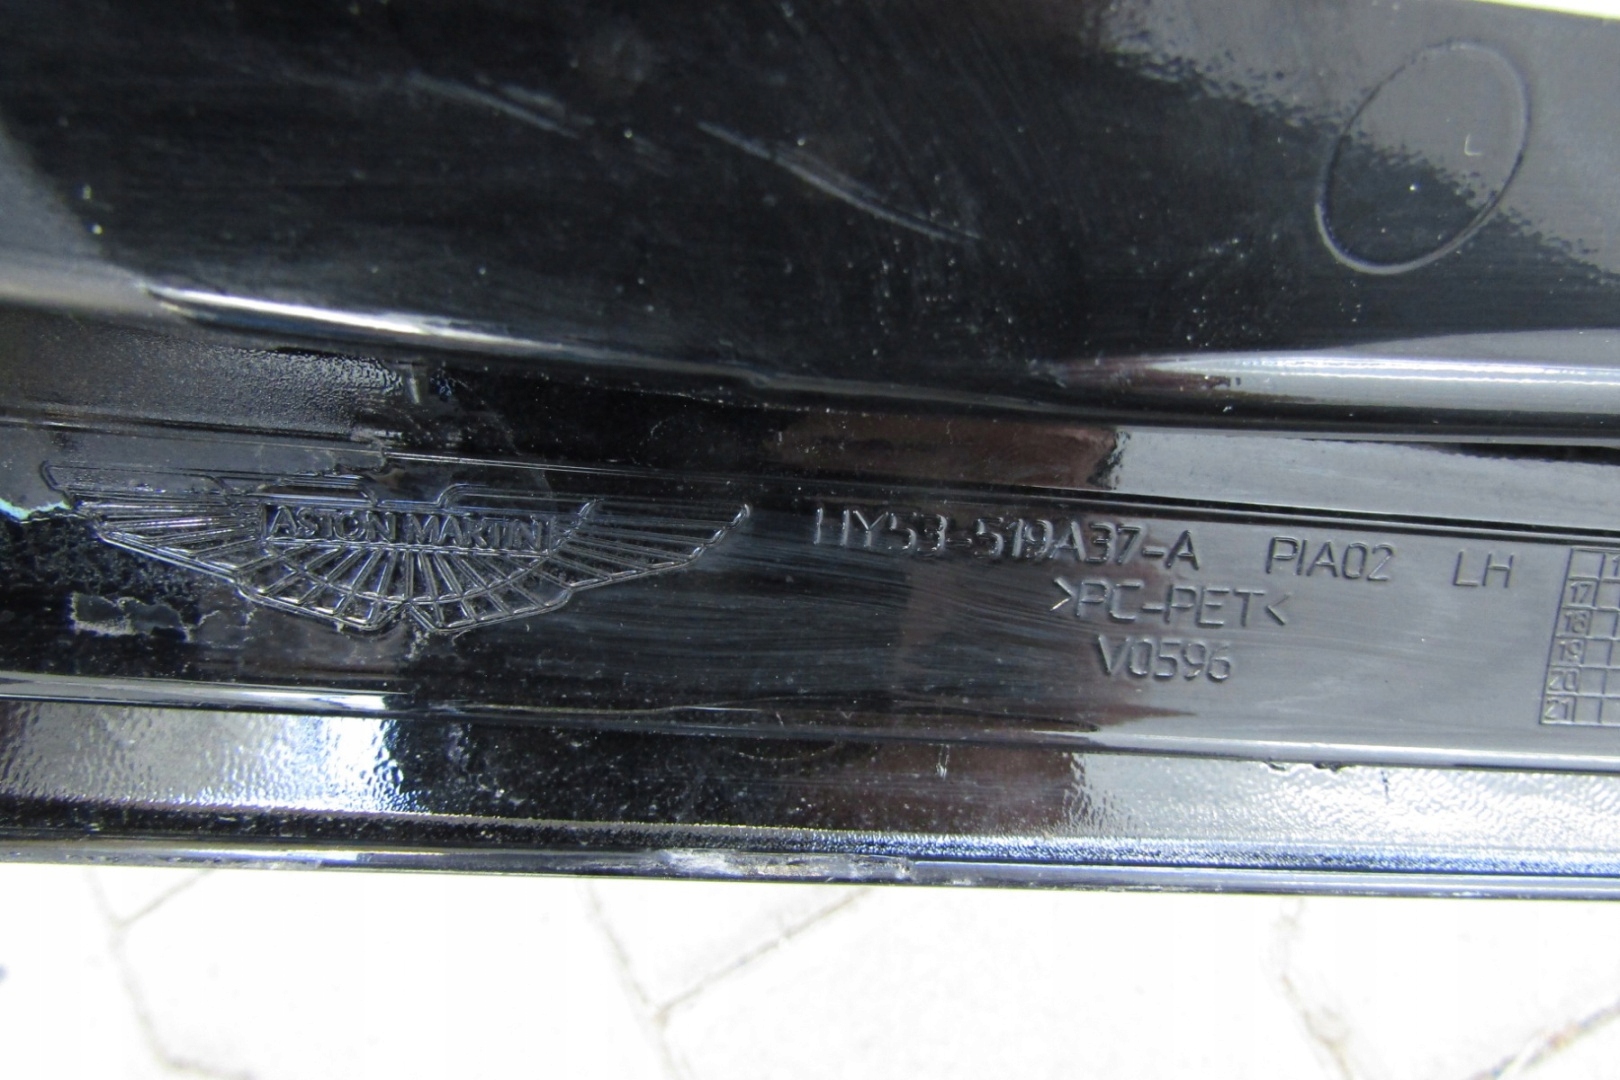 ASTON MARTIN
HY53-519A37-A PIA02 LH
>PC-PET<
V0596
17
18
19
20
21